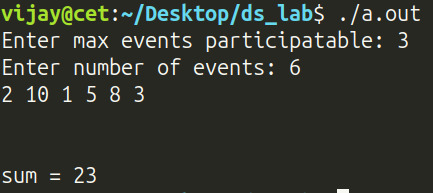 vijay@cet:~/Desktop/ds_lab$ ./a.out
Enter max events participatable: 3
Enter number of events: 6
2 10 1 5 8 3
sum = 23